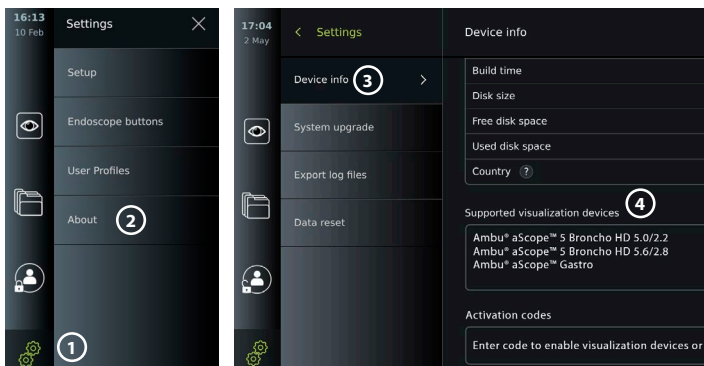 16:13
10 Feb
Settings
Setup
Endoscope buttons
User Profiles
About
2
1
17:04
2 May
< Settings
Device info
3
>
System upgrade
Export log files
Data reset
Device info
Build time
Disk size
Free disk space
Used disk space
Country ?
Supported visualization devices
4
Ambu® aScope™ 5 Broncho HD 5.0/2.2
Ambu® aScope™ 5 Broncho HD 5.6/2.8
Ambu® aScope™ Gastro
Activation codes
Enter code to enable visualization devices or